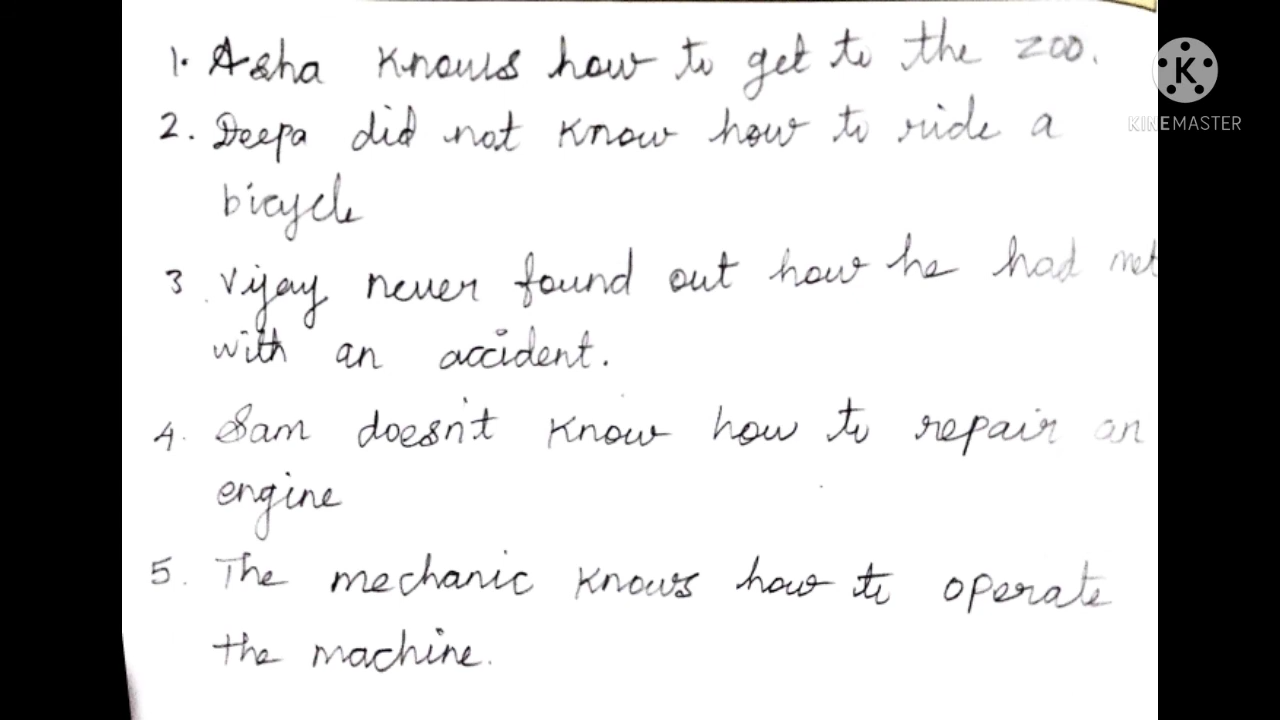 1. Asha knows how to get to the zoo.
2. Deepa did not know how to ride a
bicycle
3. Vijay never found out how he had met
with an accident.
4. Sam doesn't know how to repair an
engine
5. The mechanic knows how to operate
the machine.
K
KINEMASTER